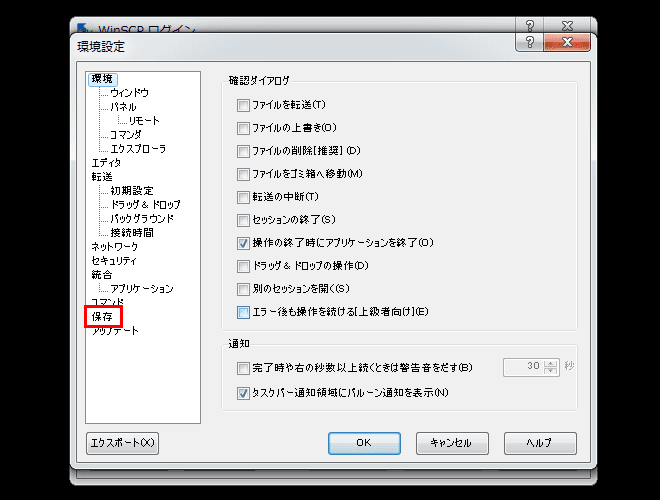 WinSCP ログイン
環境設定
環境
ウィンドウ
パネル
リモート
コマンダ
エクスプローラ
エディタ
転送
初期設定
ドラッグ & ドロップ
バックグラウンド
接続時間
ネットワーク
セキュリティ
統合
アプリケーション
コマンド
保存
アップデート
確認ダイアログ
ファイルを転送(T)
ファイルの上書き(O)
ファイルの削除[推奨] (D)
ファイルをゴミ箱へ移動(M)
転送の中断(T)
セッションの終了(S)
操作の終了時にアプリケーションを終了(O)
ドラッグ & ドロップの操作(D)
別のセッションを開く(S)
エラー後も操作を続ける[上級者向け](E)
通知
完了時や右の秒数以上続くときは警告音をだす(B) 30 秒
タスクバー通知領域にバルーン通知を表示(N)
エクスポート(X) OK キャンセル ヘルプ